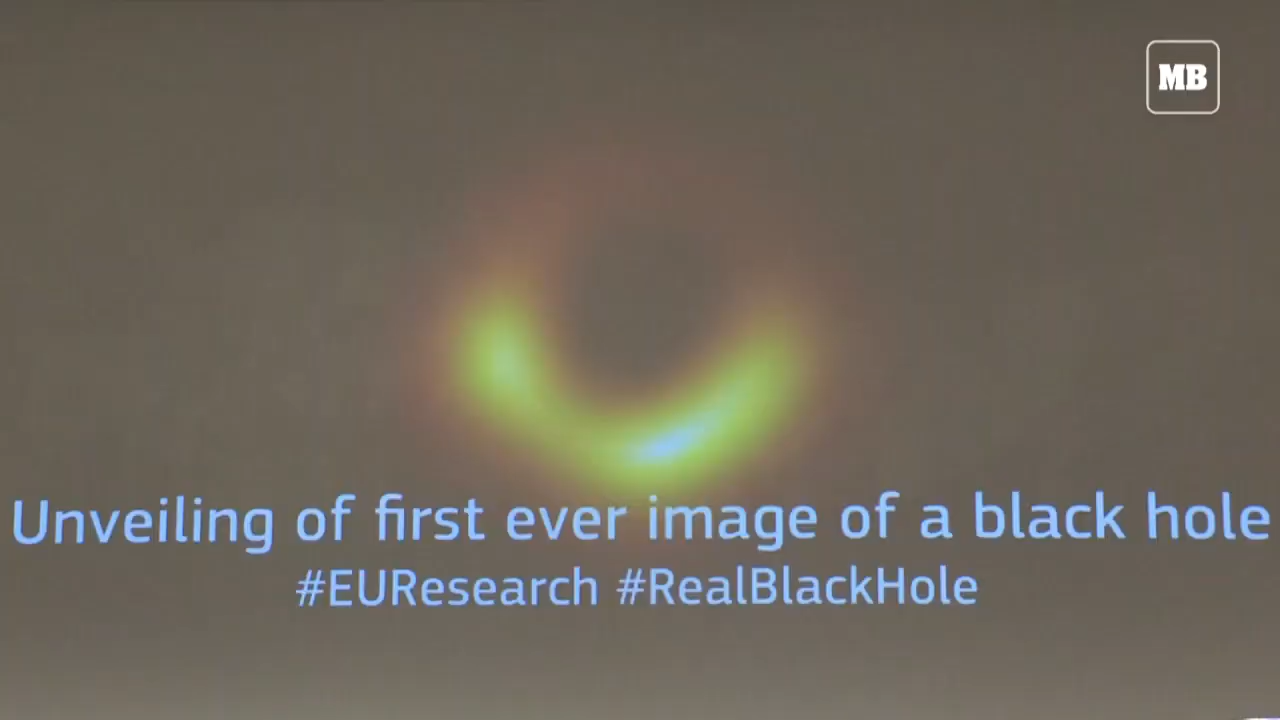 MB
Unveiling of first ever image of a black hole
#EUResearch #RealBlackHole